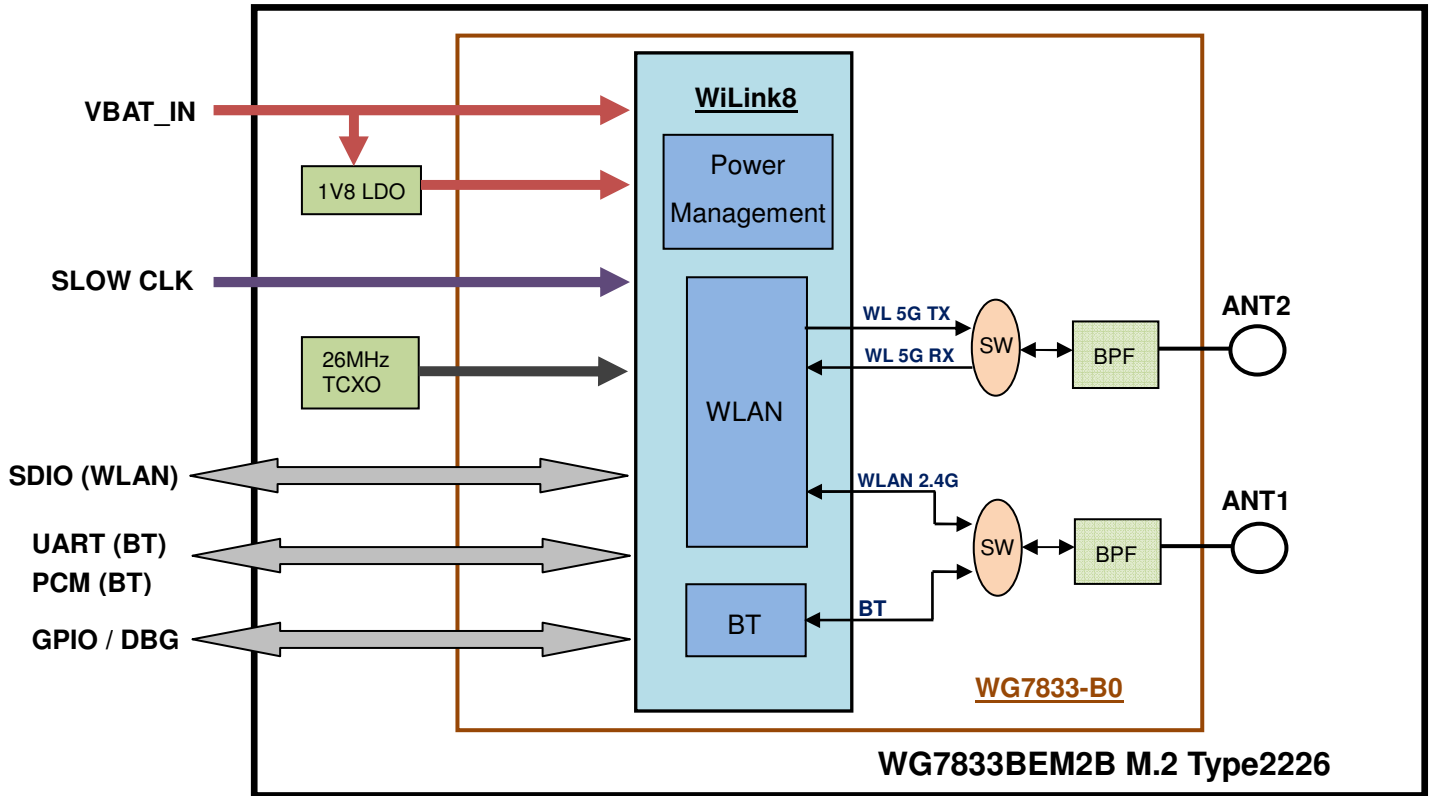 VBAT_IN
1V8 LDO
SLOW CLK
26MHz
TCXO
SDIO (WLAN)
UART (BT)
PCM (BT)
GPIO / DBG
WiLink8
Power
Management
WLAN
BT
WL 5G TX
WL 5G RX
WLAN 2.4G
BT
SW
BPF
ANT2
SW
BPF
ANT1
WG7833-B0
WG7833BEM2B M.2 Type2226